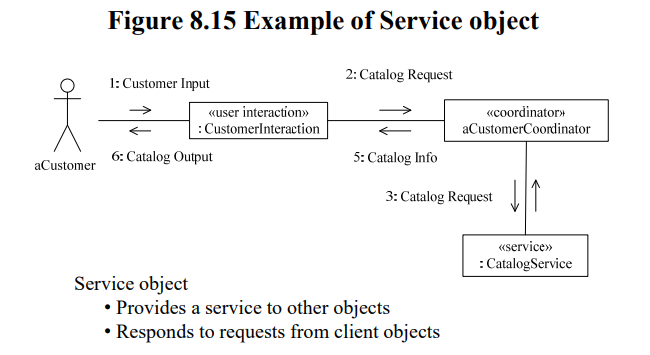 Figure 8.15 Example of Service object
1: Customer Input
2: Catalog Request
«user interaction»
: CustomerInteraction
«coordinator»
aCustomerCoordinator
aCustomer
6: Catalog Output
5: Catalog Info
3: Catalog Request
«service»
: CatalogService
Service object
• Provides a service to other objects
• Responds to requests from client objects